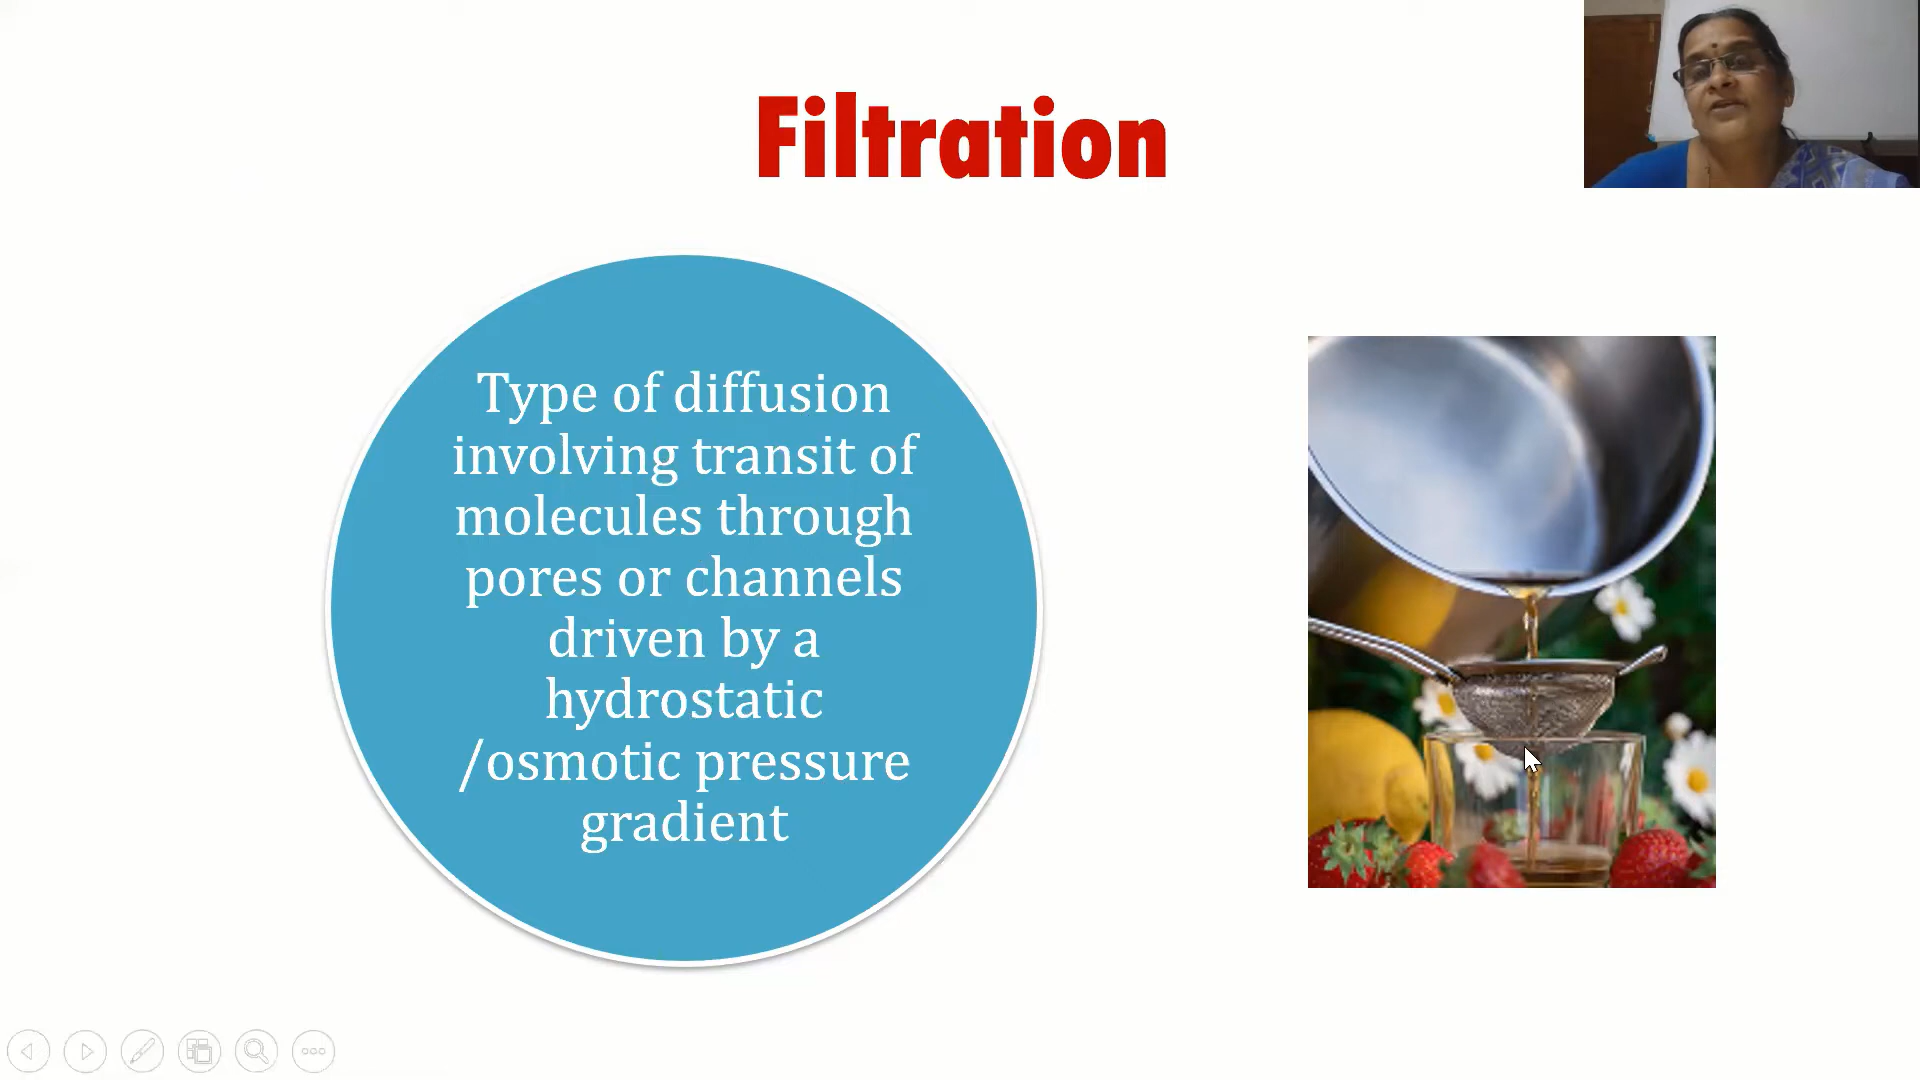 Filtration
Type of diffusion
involving transit of
molecules through
pores or channels
driven by a
hydrostatic
/osmotic pressure
gradient